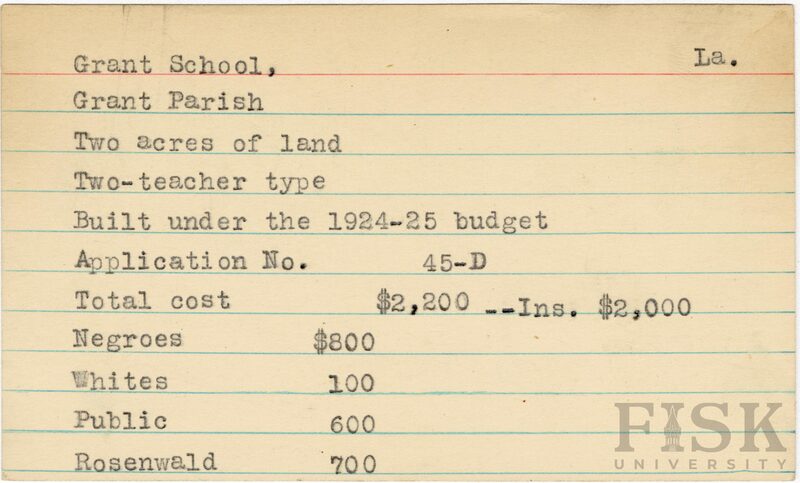 Grant School, La.
Grant Parish
Two acres of land
Two-teacher type
Built under the 1924-25 budget
Application No. 45-D
Total cost $2,200 --Ins. $2,000
Negroes $800
Whites 100
Public 600
Rosenwald 700
FISK
UNIVERSITY